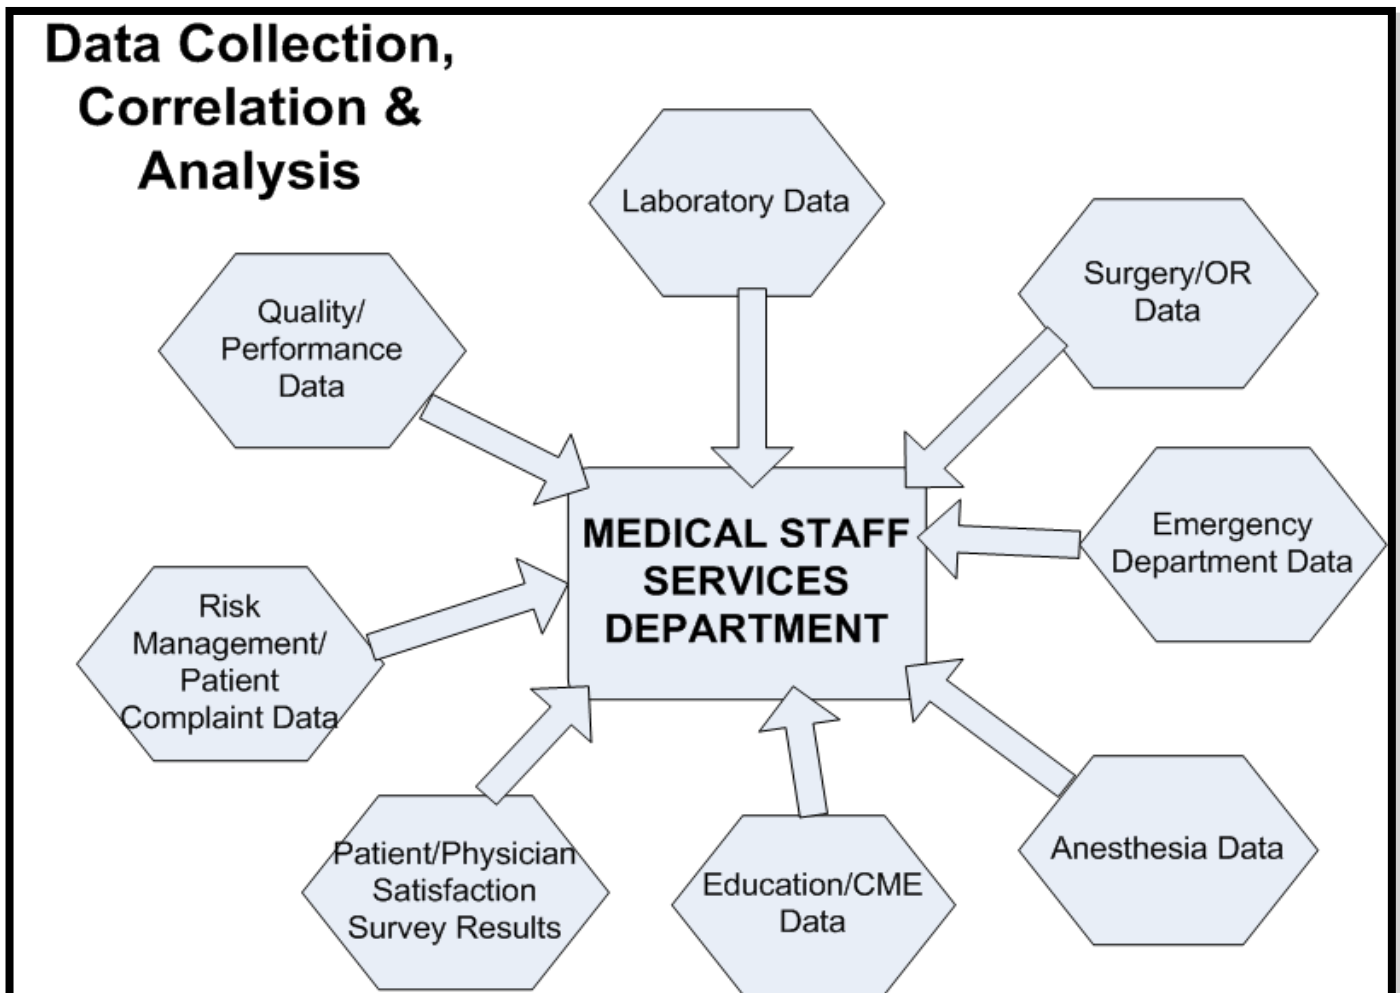 Data Collection,
Correlation &
Analysis
Laboratory Data
Surgery/OR
Data
Quality/
Performance
Data
Emergency
Department Data
MEDICAL STAFF
SERVICES
DEPARTMENT
Risk
Management/
Patient
Complaint Data
Anesthesia Data
Patient/Physician
Satisfaction
Survey Results
Education/CME
Data